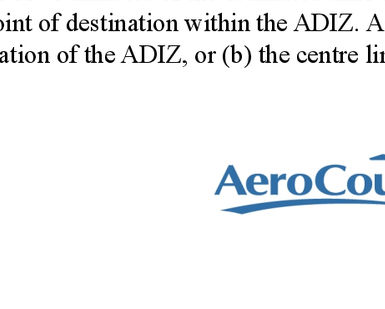 oint of destination within the ADIZ. A
ation of the ADIZ, or (b) the centre lin
AeroCou